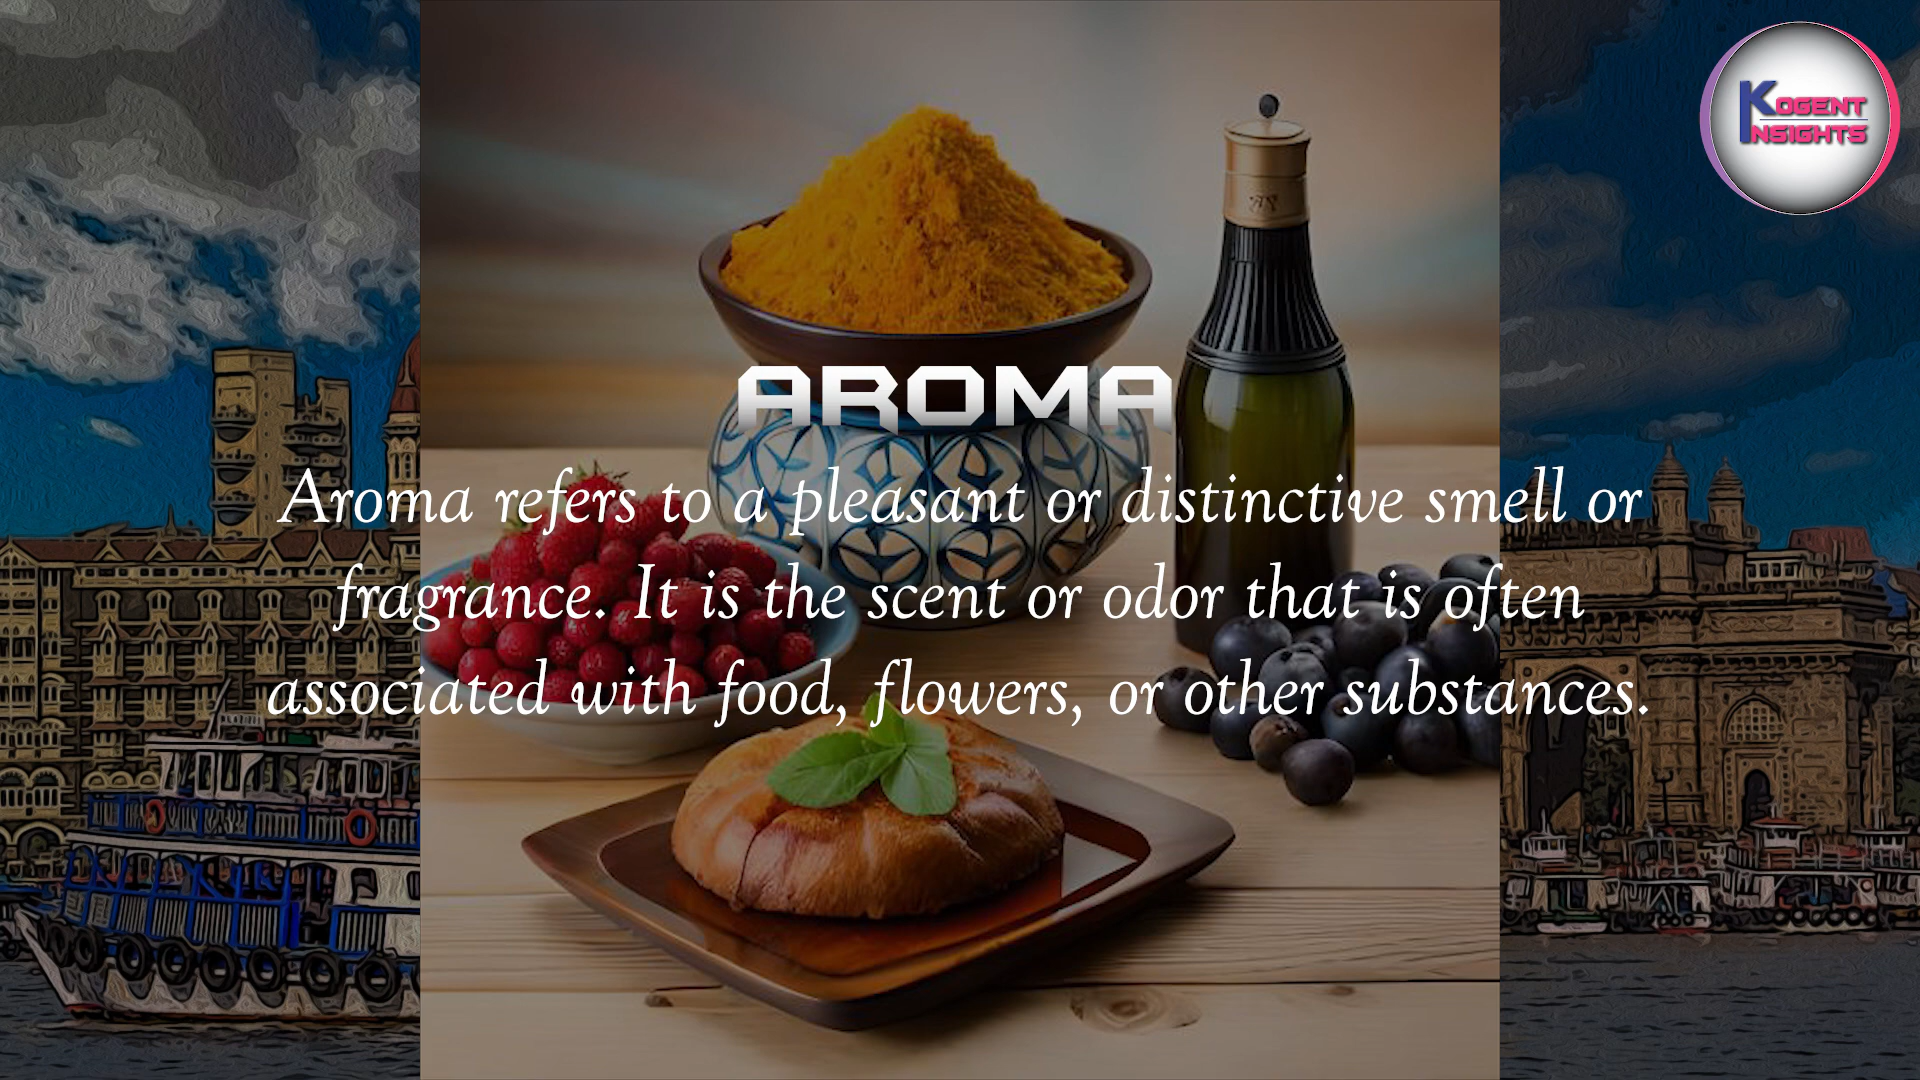 KOGENT
INSIGHTS
AROMA
Aroma refers to a pleasant or distinctive smell or
fragrance. It is the scent or odor that is often
associated with food, flowers, or other substances.